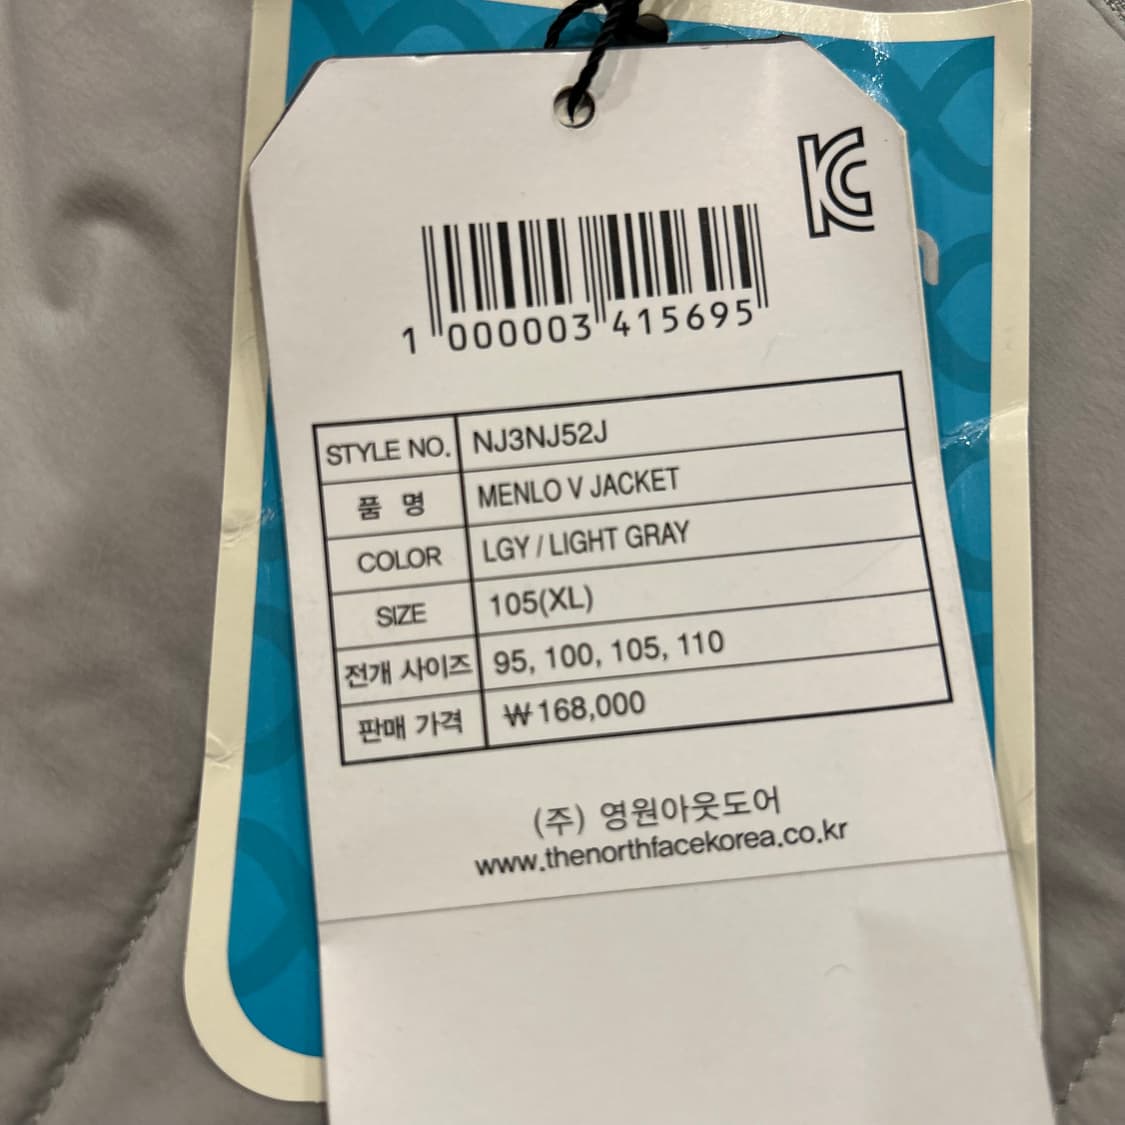 KC
1 000003 415695
STYLE NO. NJ3NJ52J
품 명 MENLO V JACKET
COLOR LGY / LIGHT GRAY
SIZE 105(XL)
전개 사이즈 95, 100, 105, 110
판매 가격 ₩168,000
(주) 영원아웃도어
www.thenorthfacekorea.co.kr